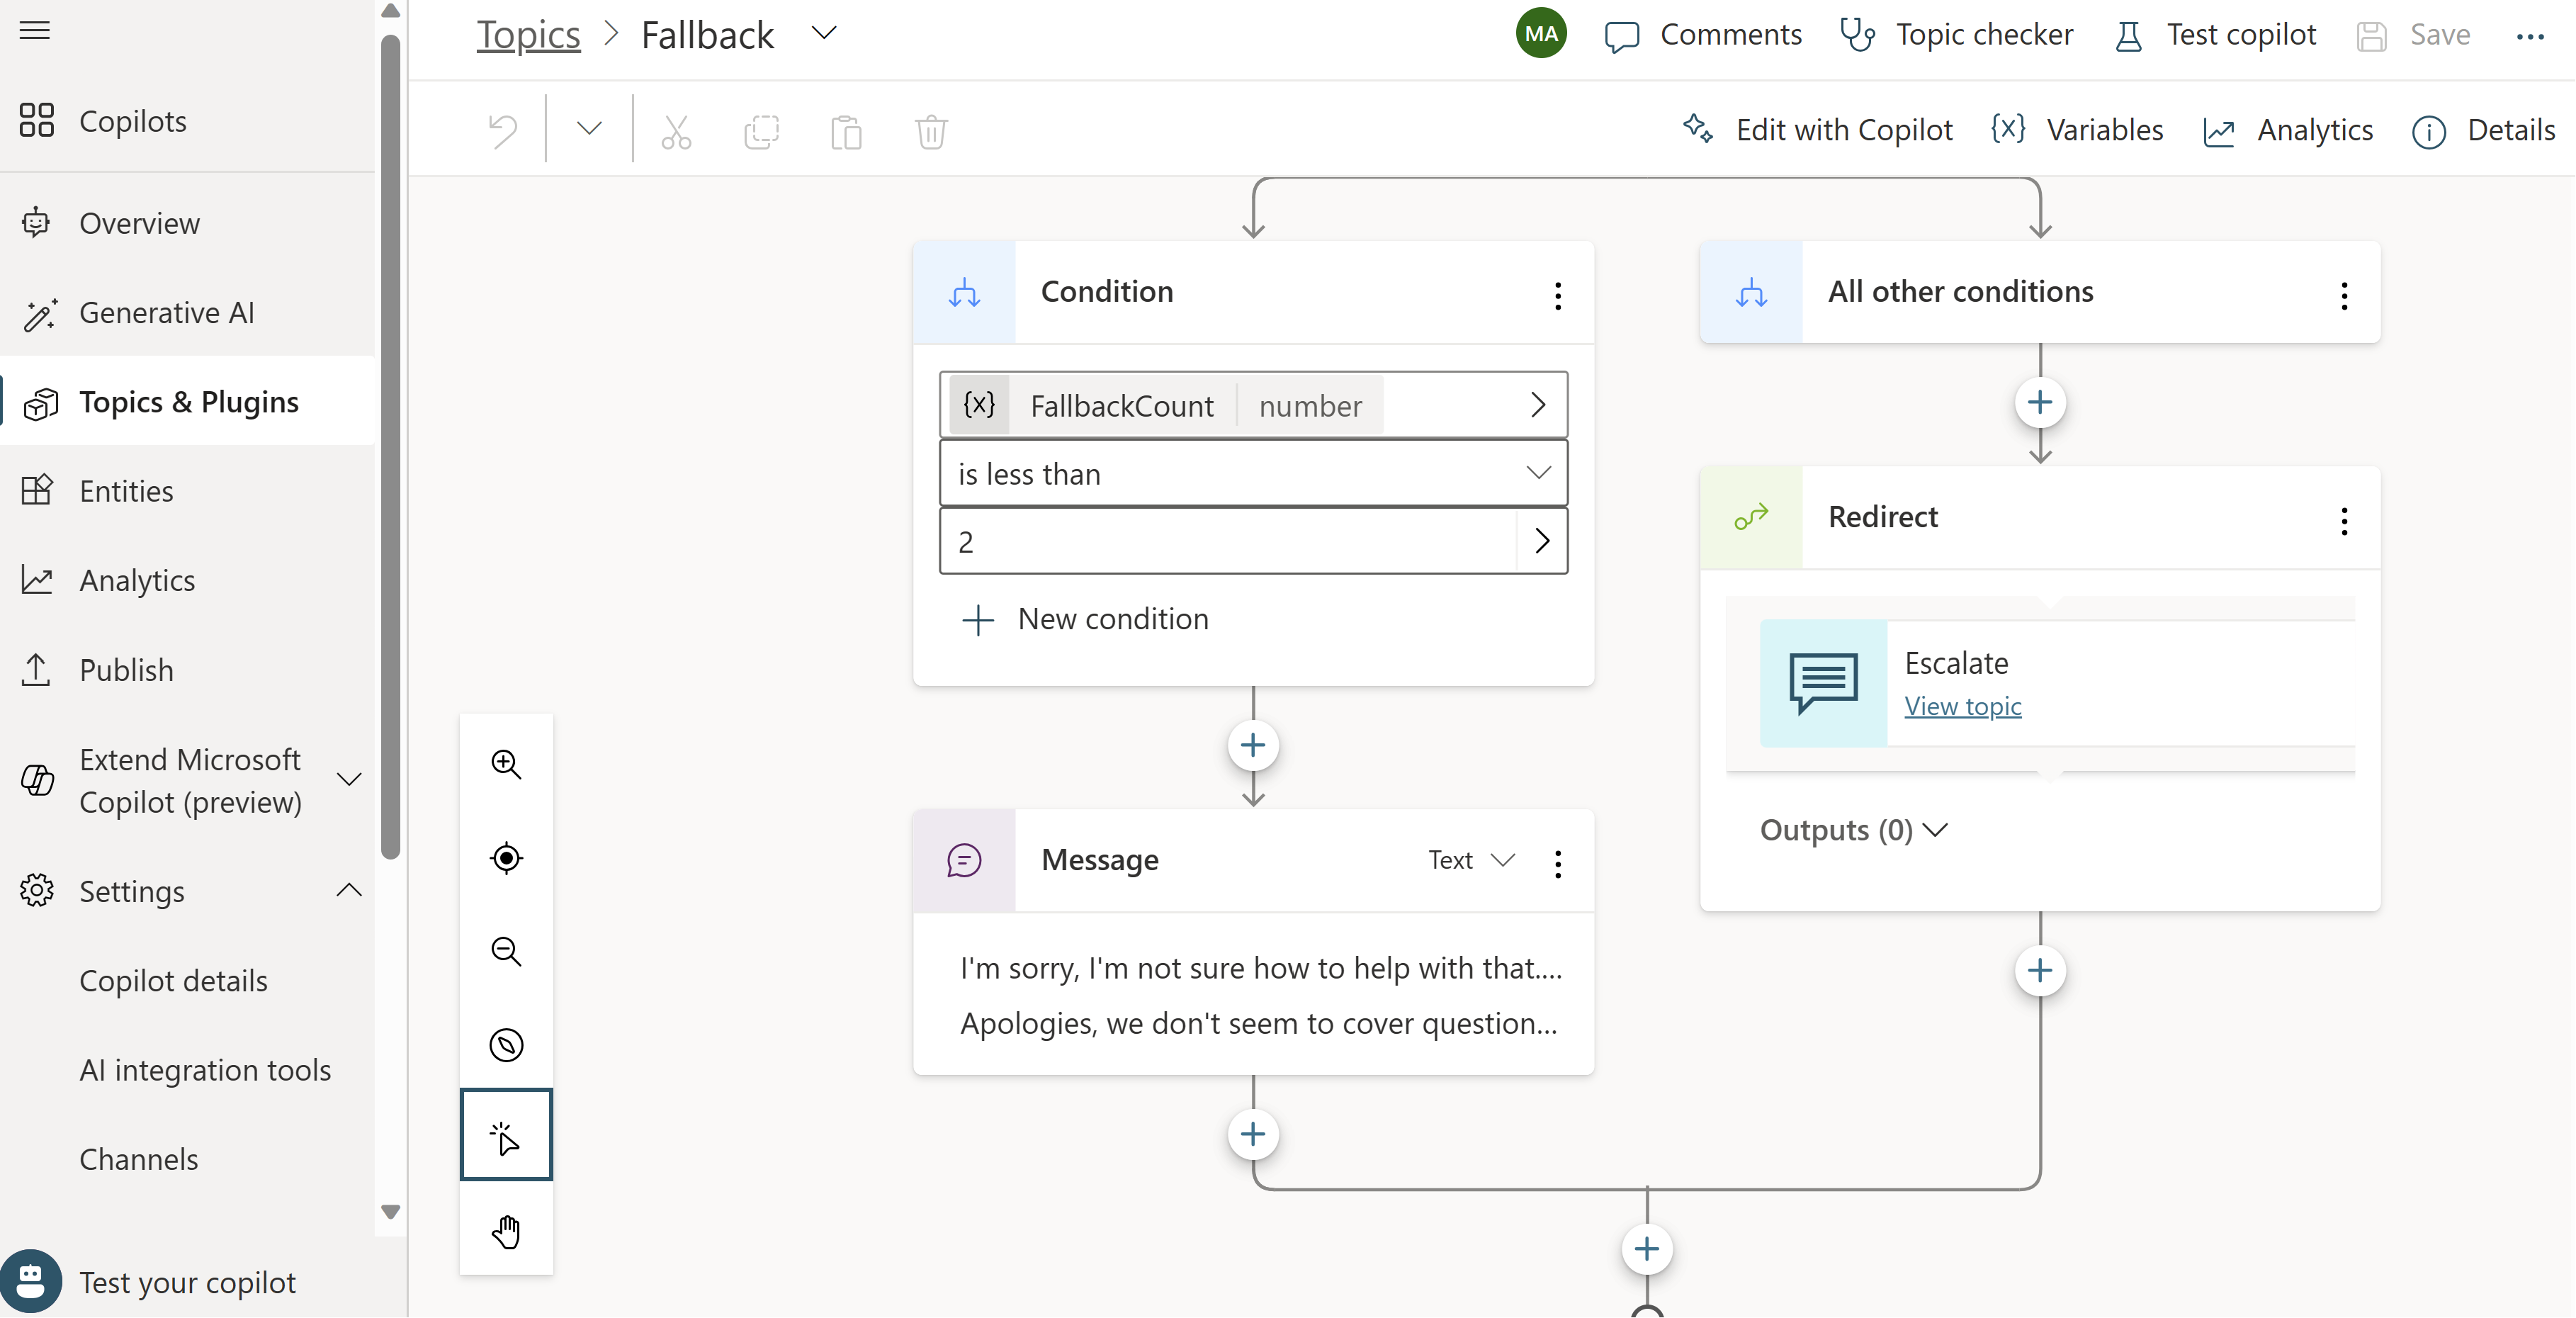 Topics > Fallback
MA
Comments
Topic checker
Test copilot
Save
Copilots
Edit with Copilot
{x} Variables
Analytics
Details
Overview
Generative AI
Topics & Plugins
Entities
Analytics
Publish
Extend Microsoft
Copilot (preview)
Settings
Copilot details
AI integration tools
Channels
Test your copilot
Condition
{x} FallbackCount number
is less than
2
New condition
Message
Text
I'm sorry, I'm not sure how to help with that....
Apologies, we don't seem to cover question...
All other conditions
Redirect
Escalate
View topic
Outputs (0)